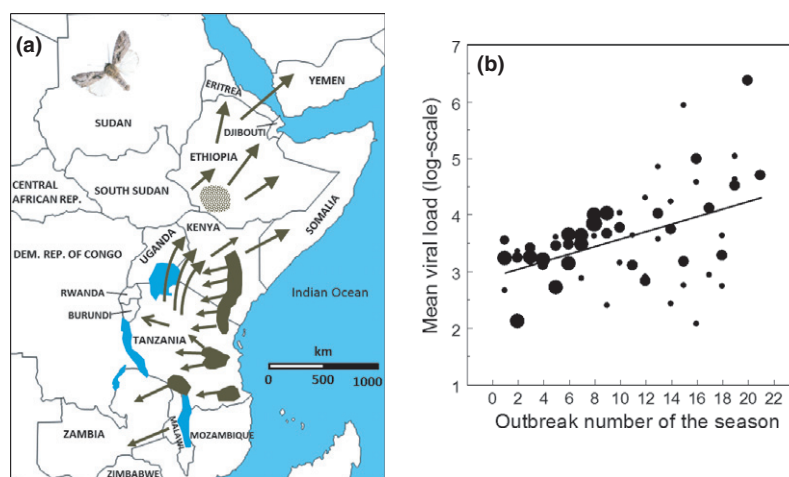 (a)
YEMEN
ERITREA
SUDAN
DJIBOUTI
ETHIOPIA
CENTRAL
AFRICAN REP.
SOUTH SUDAN
SOMALIA
KENYA
UGANDA
DEM. REP. OF CONGO
RWANDA
Indian Ocean
BURUNDI
TANZANIA
km
0 500 1000
ZAMBIA
MALAWI
MOZAMBIQUE
ZIMBABWE
(b)
Mean viral load (log-scale)
7
6
5
4
3
2
1
0 2 4 6 8 10 12 14 16 18 20 22
Outbreak number of the season